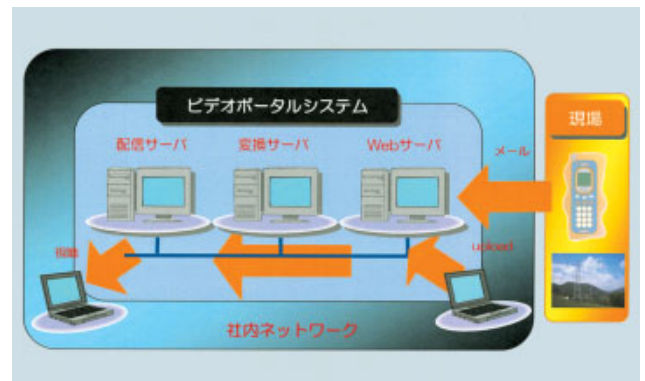 ビデオポータルシステム
現場
配信サーバ
変換サーバ
Webサーバ
メール
視聴
upload
社内ネットワーク